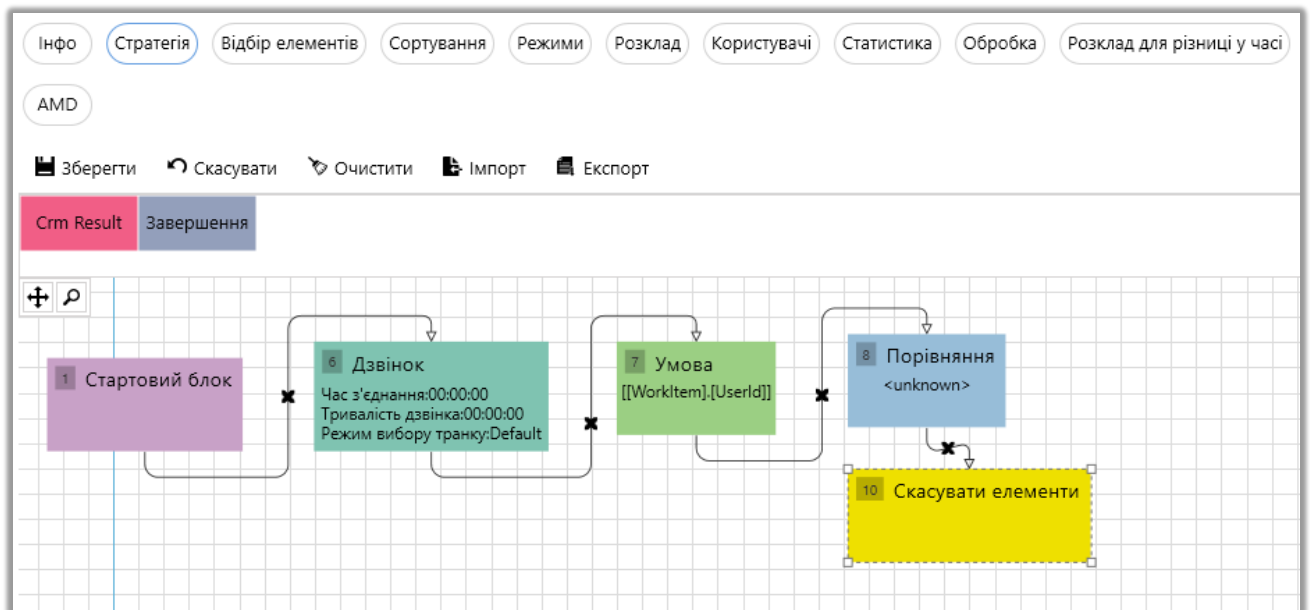 Інфо Стратегія Відбір елементів Сортування Режими Розклад Користувачі Статистика Обробка Розклад для різниці у часі
AMD
Зберегти Скасувати Очистити Імпорт Експорт
Crm Result Завершення
1 Стартовий блок
6 Дзвінок
Час з'єднання:00:00:00
Тривалість дзвінка:00:00:00
Режим вибору транку:Default
7 Умова
[[WorkItem].[UserId]]
8 Порівняння
<unknown>
10 Скасувати елементи